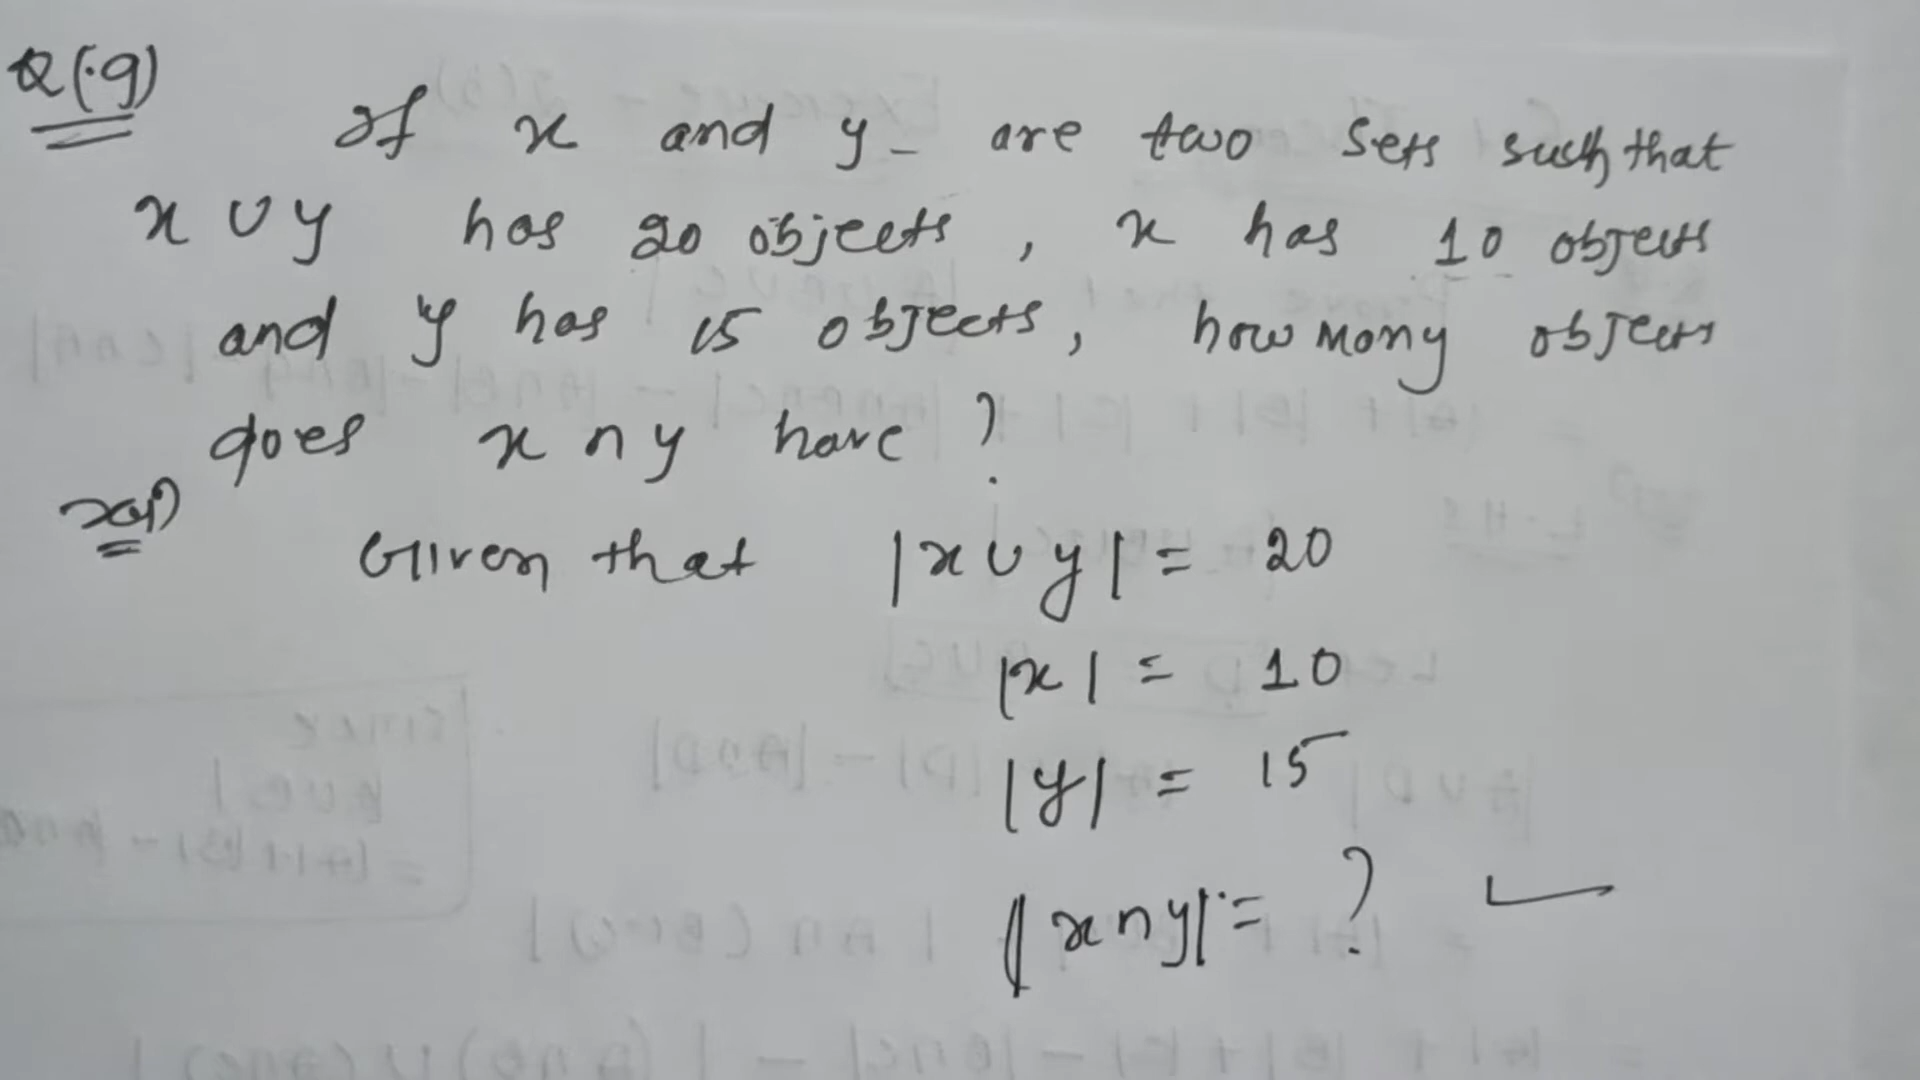 Q(.9)
If x and y are two sets such that
x ∪ y has 20 objects, x has 10 objects
and y has 15 objects, how many objects
does x ∩ y have ?
Given that |x ∪ y| = 20
|x| = 10
|y| = 15
|x ∩ y| = ?